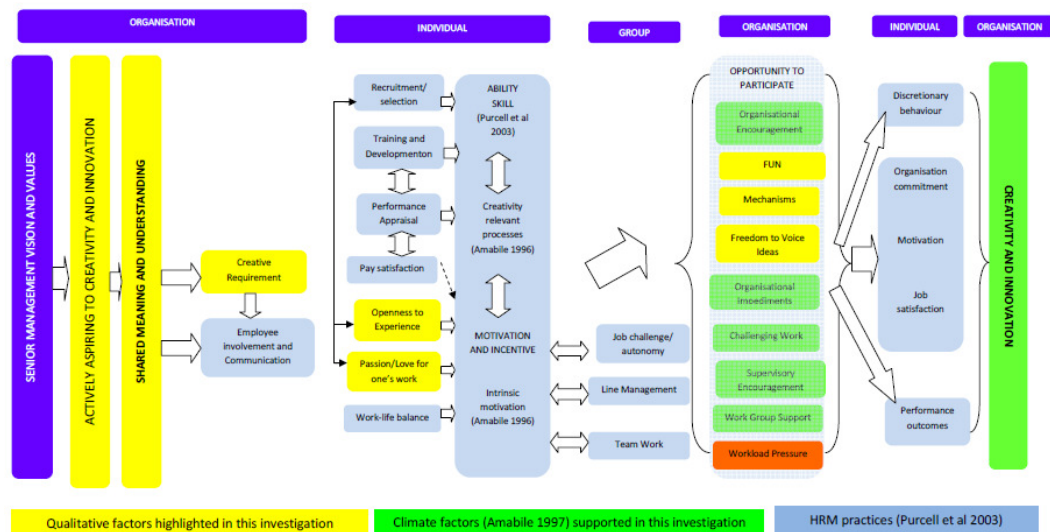 ORGANISATION
INDIVIDUAL
GROUP
ORGANISATION
INDIVIDUAL
ORGANISATION
SENIOR MANAGEMENT VISION AND VALUES
ACTIVELY ASPIRING TO CREATIVITY AND INNOVATION
SHARED MEANING AND UNDERSTANDING
Creative
Requirement
Employee
involvement and
Communication
Recruitment/
selection
Training and
Developmenton
Performance
Appraisal
Pay satisfaction
Openness to
Experience
Passion/Love for
one's work
Work-life balance
ABILITY
SKILL
(Purcell et al
2003)
Creativity
relevant
processes
(Amabile 1996)
MOTIVATION
AND INCENTIVE
Intrinsic
motivation
(Amabile 1996)
Job challenge/
autonomy
Line Management
Team Work
OPPORTUNITY TO
PARTICIPATE
Organisational
Encouragement
FUN
Mechanisms
Freedom to Voice
Ideas
Organisational
Impediments
Challenging Work
Supervisory
Encouragement
Work Group Support
Workload Pressure
Discretionary
behaviour
Organisation
commitment
Motivation
Job
satisfaction
Performance
outcomes
CREATIVITY AND INNOVATION
Qualitative factors highlighted in this investigation
Climate factors (Amabile 1997) supported in this investigation
HRM practices (Purcell et al 2003)